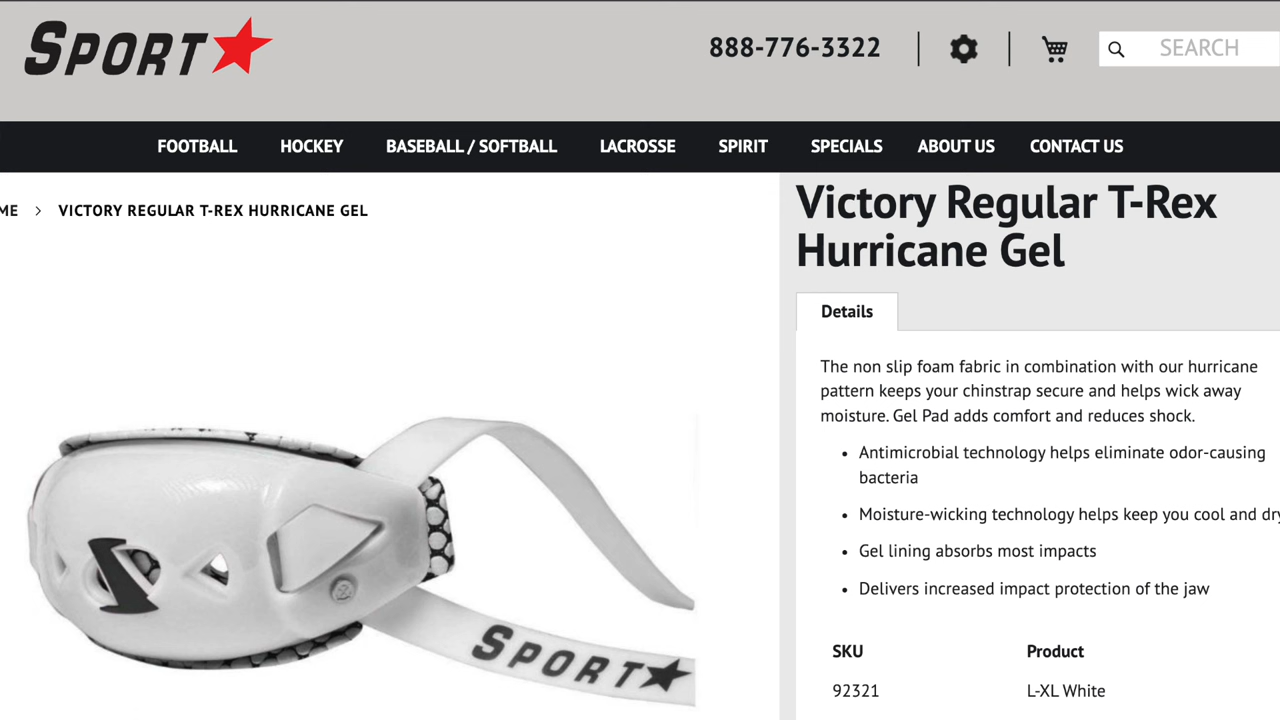 SPORT
888-776-3322
SEARCH
FOOTBALL HOCKEY BASEBALL / SOFTBALL LACROSSE SPIRIT SPECIALS ABOUT US CONTACT US
ME > VICTORY REGULAR T-REX HURRICANE GEL
Victory Regular T-Rex
Hurricane Gel
Details
The non slip foam fabric in combination with our hurricane
pattern keeps your chinstrap secure and helps wick away
moisture. Gel Pad adds comfort and reduces shock.
• Antimicrobial technology helps eliminate odor-causing
bacteria
• Moisture-wicking technology helps keep you cool and dry
• Gel lining absorbs most impacts
• Delivers increased impact protection of the jaw
SKU Product
92321 L-XL White
SPORT